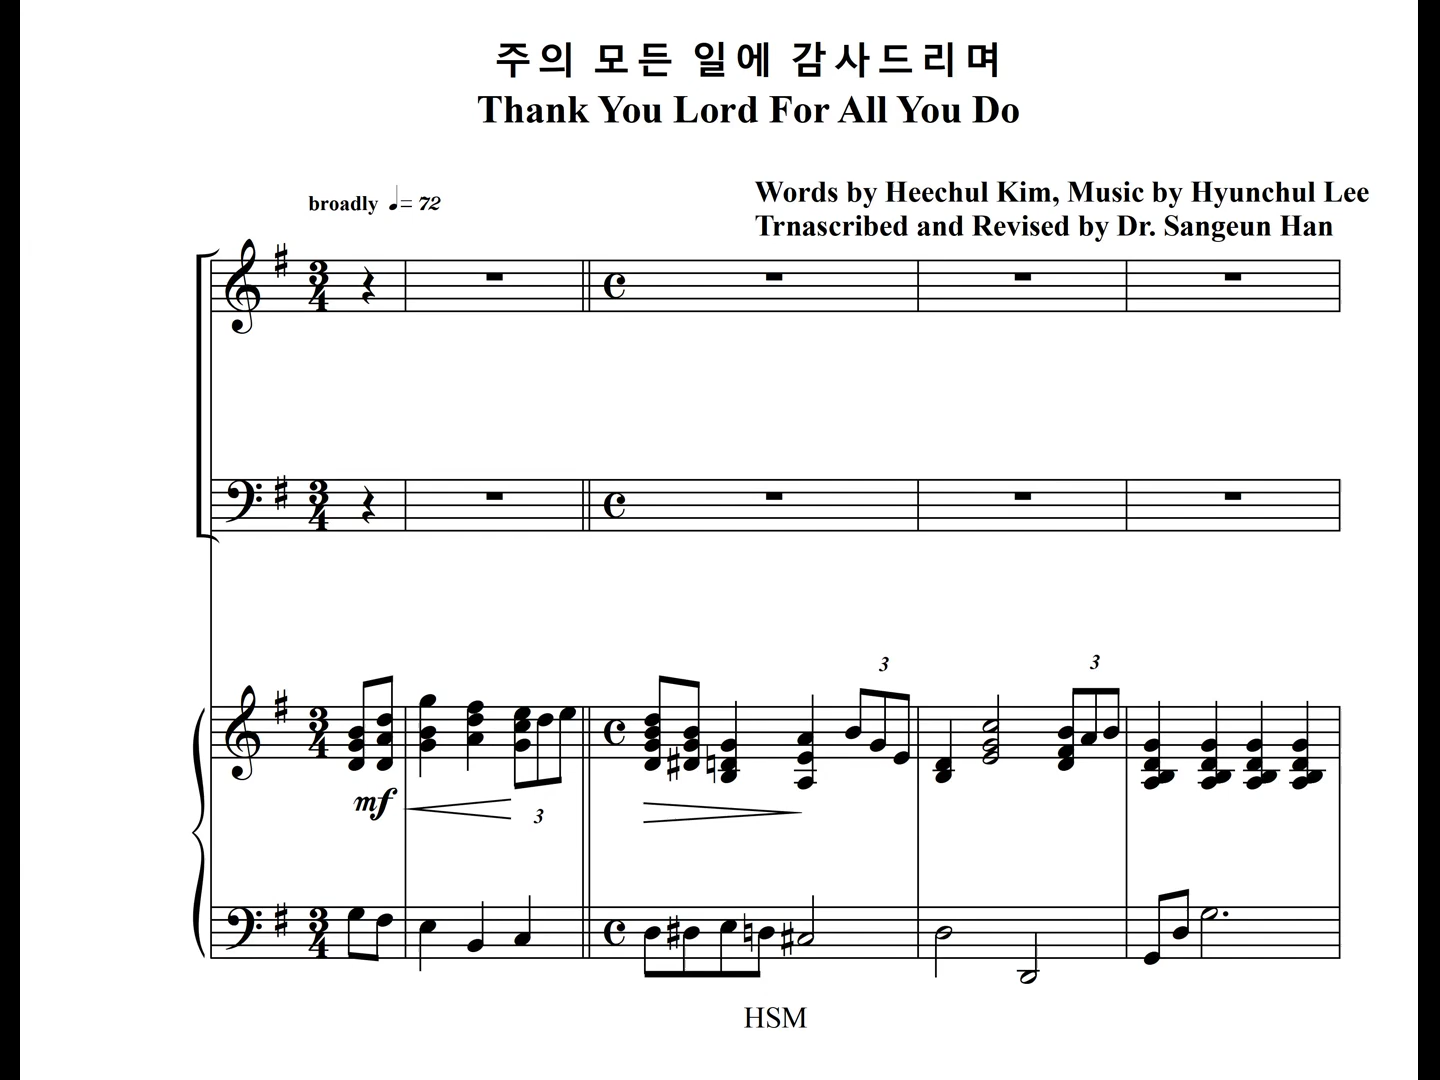 주의 모든 일에 감사드리며
Thank You Lord For All You Do
Words by Heechul Kim, Music by Hyunchul Lee
broadly ♩= 72
Trnascribed and Revised by Dr. Sangeun Han
3
3
mf
3
HSM